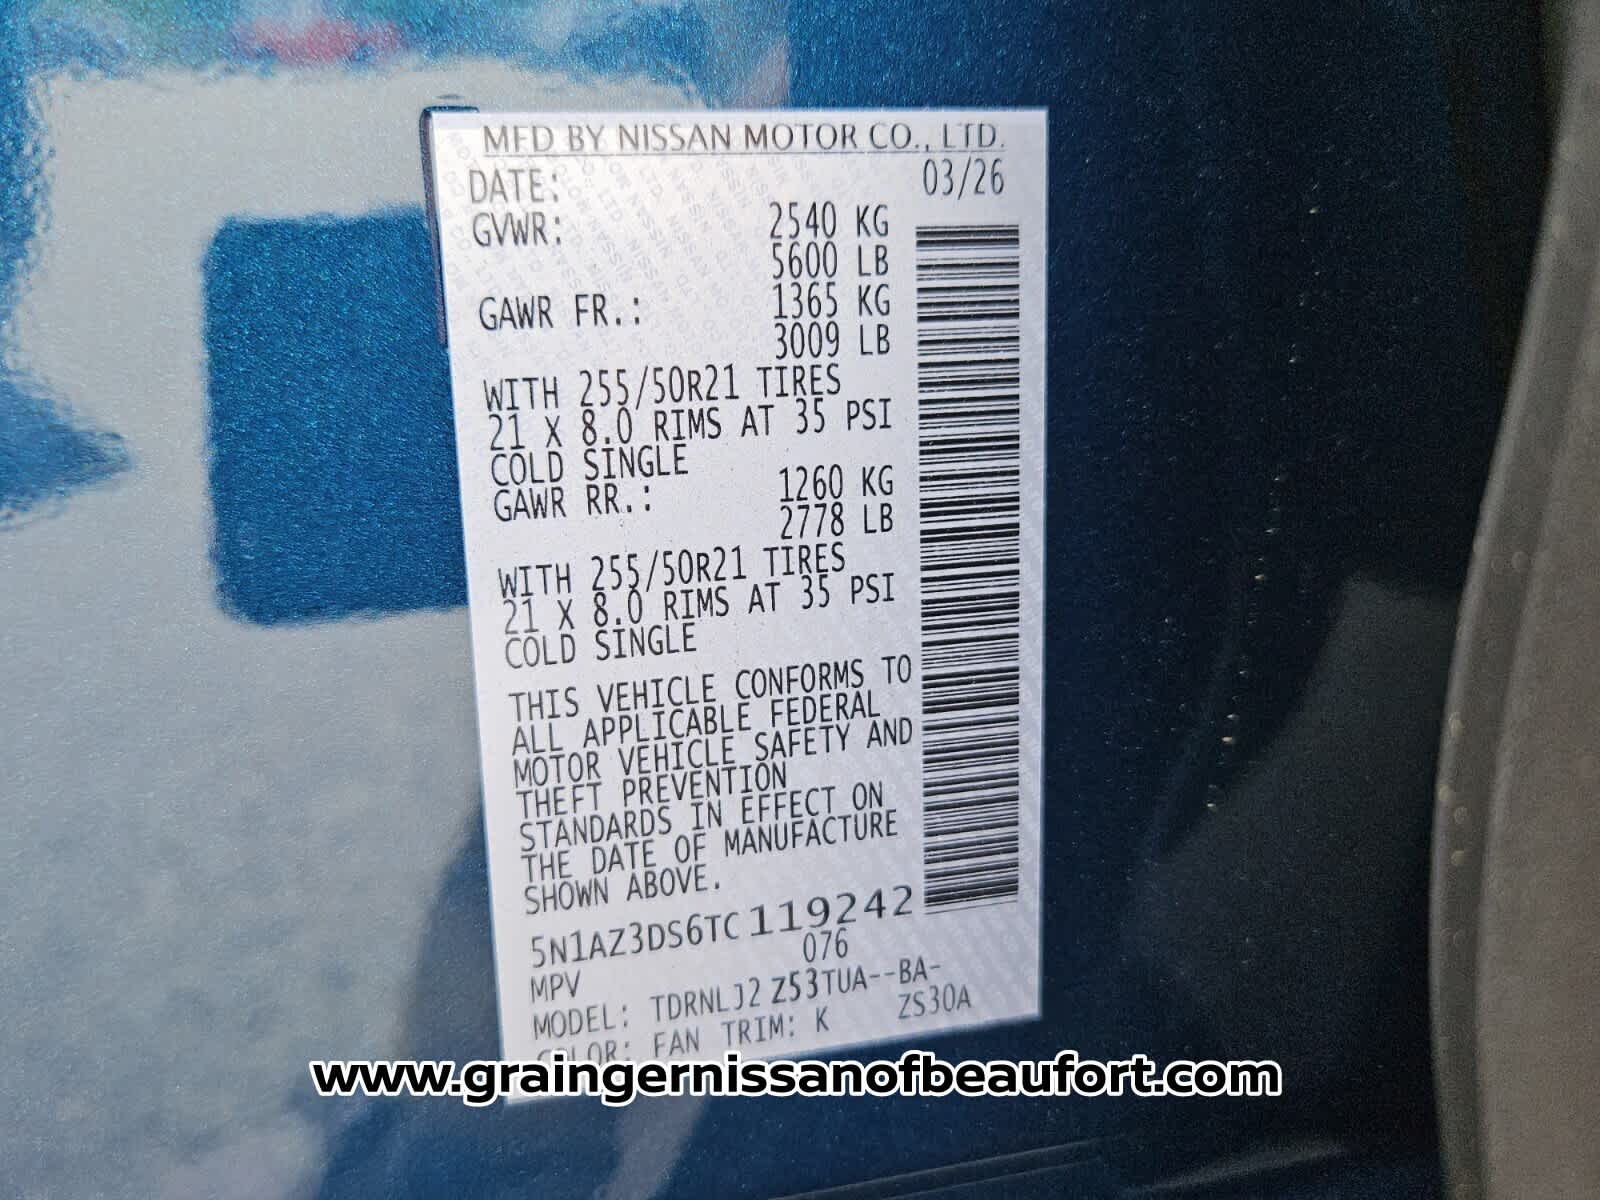 MFD BY NISSAN MOTOR CO., LTD.
DATE: 03/26
GVWR: 2540 KG
5600 LB
GAWR FR.: 1365 KG
3009 LB
WITH 255/50R21 TIRES
21 X 8.0 RIMS AT 35 PSI
COLD SINGLE
GAWR RR.: 1260 KG
2778 LB
WITH 255/50R21 TIRES
21 X 8.0 RIMS AT 35 PSI
COLD SINGLE
THIS VEHICLE CONFORMS TO
ALL APPLICABLE FEDERAL
MOTOR VEHICLE SAFETY AND
THEFT PREVENTION
STANDARDS IN EFFECT ON
THE DATE OF MANUFACTURE
SHOWN ABOVE.
5N1AZ3DS6TC119242
076
MPV
MODEL: TDRNLJ2 Z53TUA--BA-
COLOR: FAN TRIM: K ZS30A
www.graingernissanofbeaufort.com